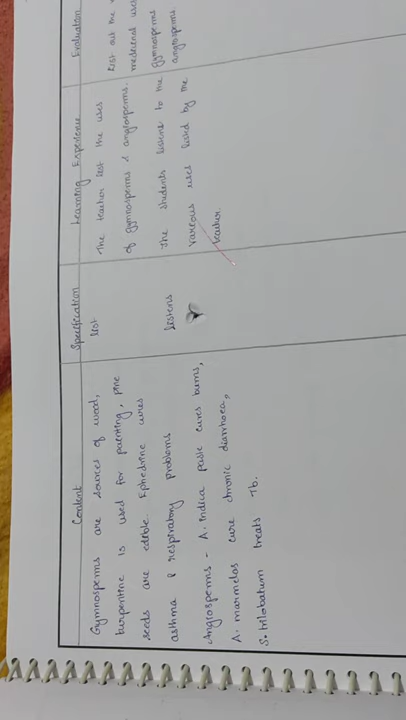 Content
Gymnosperms are sources of wood,
turpentine is used for painting, pine
seeds are edible. Ephedrine cures
asthma & respiratory problems
Angiosperms - A. indica paste cures burns,
A. marmelos cure chronic diarrhoea,
S. trilobatum treats Tb.
Specification
list
listens
Learning Experience
The teacher list the uses
of gymnosperms & angiosperms.
The students listens to the
various uses listed by the
teacher.
Evaluation
List out the
medicinal uses
gymnosperms
angiosperms.